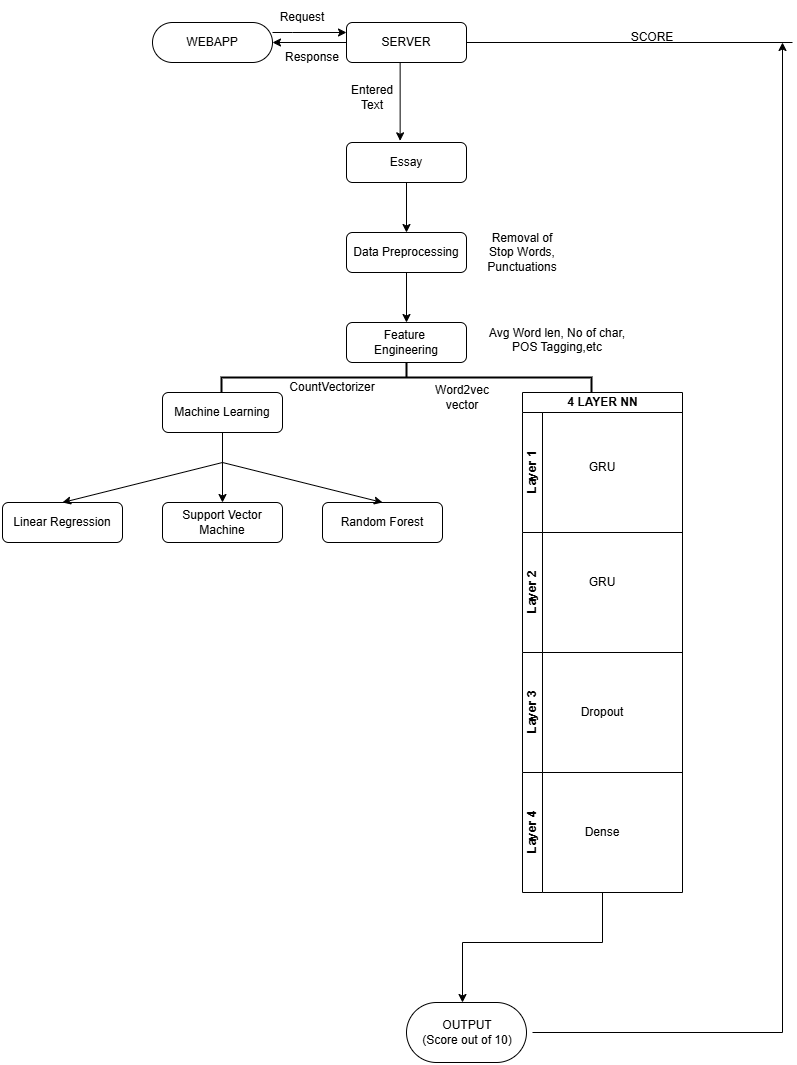 Request
WEBAPP
SERVER
SCORE
Response
Entered
Text
Essay
Data Preprocessing
Removal of
Stop Words,
Punctuations
Feature
Engineering
Avg Word len, No of char,
POS Tagging,etc
CountVectorizer
Word2vec
vector
Machine Learning
4 LAYER NN
Linear Regression
Support Vector
Machine
Random Forest
Layer 1
GRU
Layer 2
GRU
Layer 3
Dropout
Layer 4
Dense
OUTPUT
(Score out of 10)